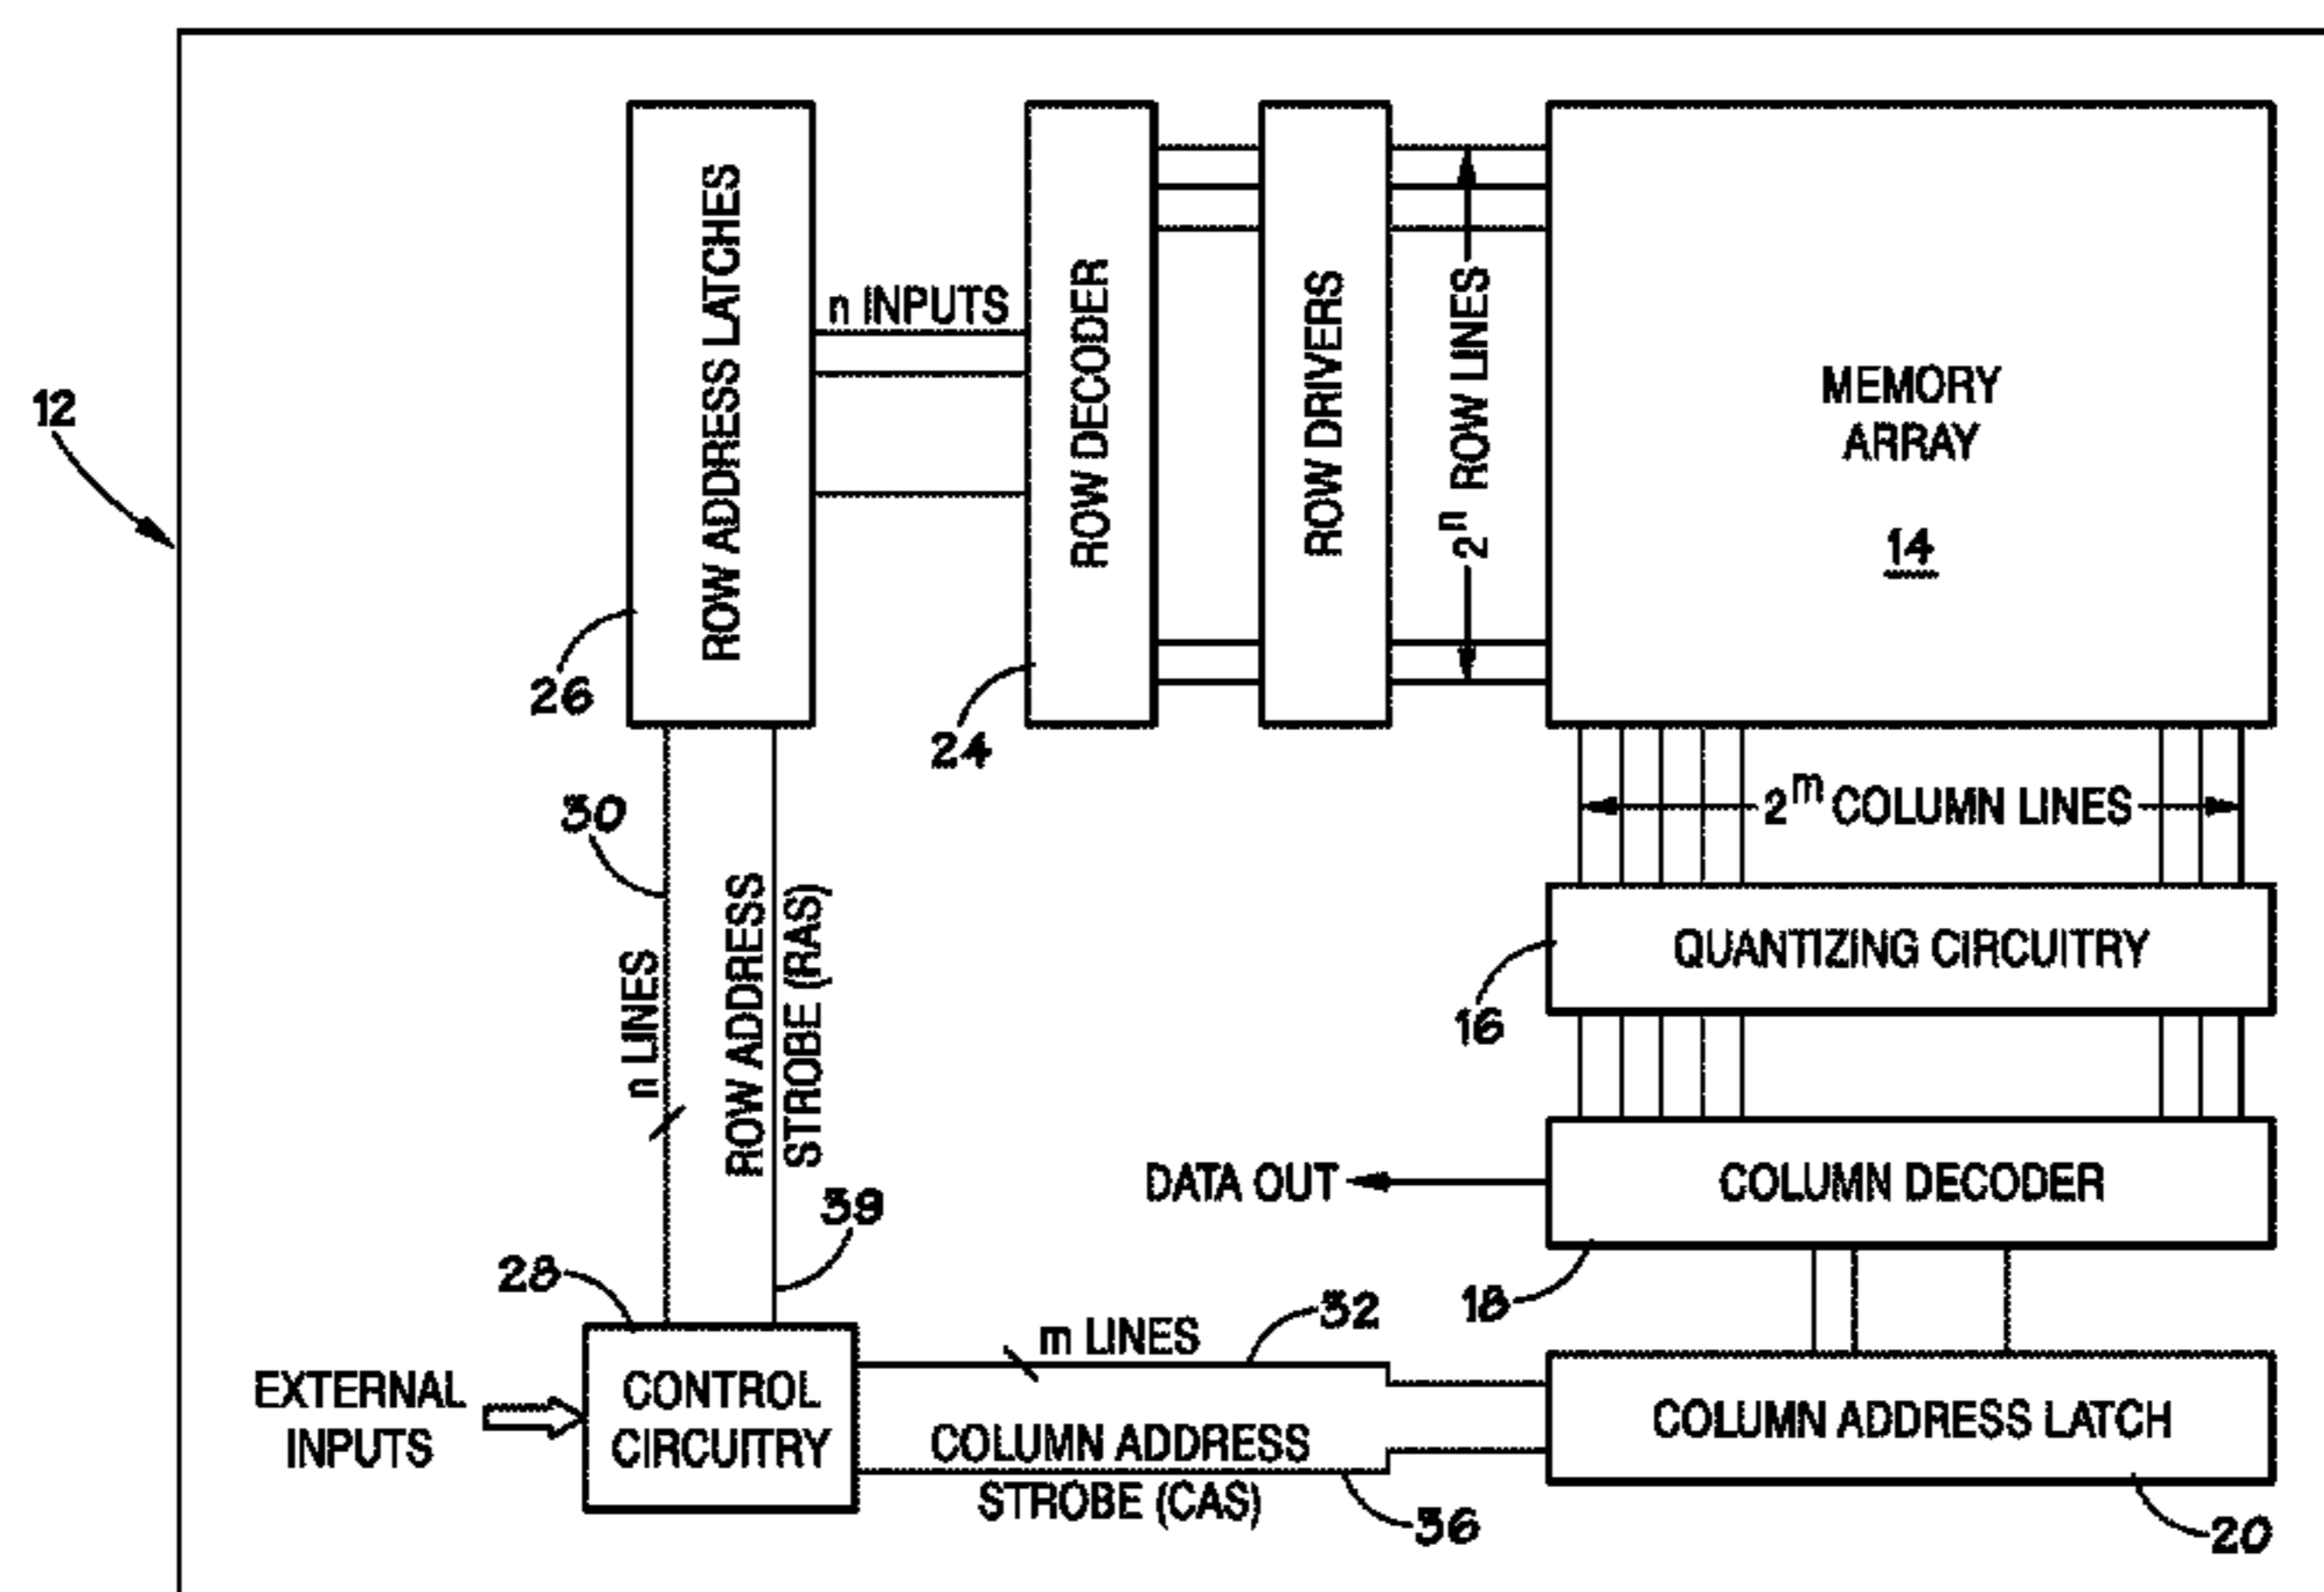 12
ROW ADDRESS LATCHES
26
n INPUTS
ROW DECODER
24
ROW DRIVERS
2ⁿ ROW LINES
MEMORY
ARRAY
14
2ᵐ COLUMN LINES
QUANTIZING CIRCUITRY
16
DATA OUT
COLUMN DECODER
18
30
n LINES
ROW ADDRESS
STROBE (RAS)
39
28
EXTERNAL
INPUTS
CONTROL
CIRCUITRY
m LINES
32
COLUMN ADDRESS
STROBE (CAS)
36
COLUMN ADDRESS LATCH
20